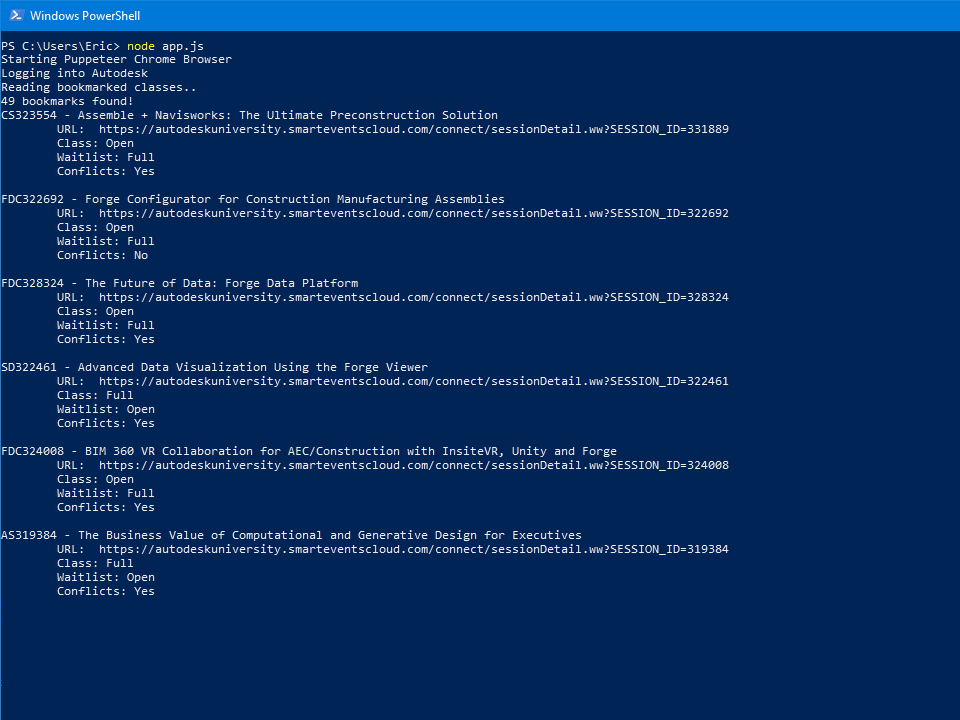 Windows PowerShell
PS C:\Users\Eric> node app.js
Starting Puppeteer Chrome Browser
Logging into Autodesk
Reading bookmarked classes..
49 bookmarks found!
CS323554 - Assemble + Navisworks: The Ultimate Preconstruction Solution
URL:  https://autodeskuniversity.smarteventscloud.com/connect/sessionDetail.ww?SESSION_ID=331889
Class: Open
Waitlist: Full
Conflicts: Yes
FDC322692 - Forge Configurator for Construction Manufacturing Assemblies
URL:  https://autodeskuniversity.smarteventscloud.com/connect/sessionDetail.ww?SESSION_ID=322692
Class: Open
Waitlist: Full
Conflicts: No
FDC328324 - The Future of Data: Forge Data Platform
URL:  https://autodeskuniversity.smarteventscloud.com/connect/sessionDetail.ww?SESSION_ID=328324
Class: Open
Waitlist: Full
Conflicts: Yes
SD322461 - Advanced Data Visualization Using the Forge Viewer
URL:  https://autodeskuniversity.smarteventscloud.com/connect/sessionDetail.ww?SESSION_ID=322461
Class: Full
Waitlist: Open
Conflicts: Yes
FDC324008 - BIM 360 VR Collaboration for AEC/Construction with InsiteVR, Unity and Forge
URL:  https://autodeskuniversity.smarteventscloud.com/connect/sessionDetail.ww?SESSION_ID=324008
Class: Open
Waitlist: Full
Conflicts: Yes
AS319384 - The Business Value of Computational and Generative Design for Executives
URL:  https://autodeskuniversity.smarteventscloud.com/connect/sessionDetail.ww?SESSION_ID=319384
Class: Full
Waitlist: Open
Conflicts: Yes